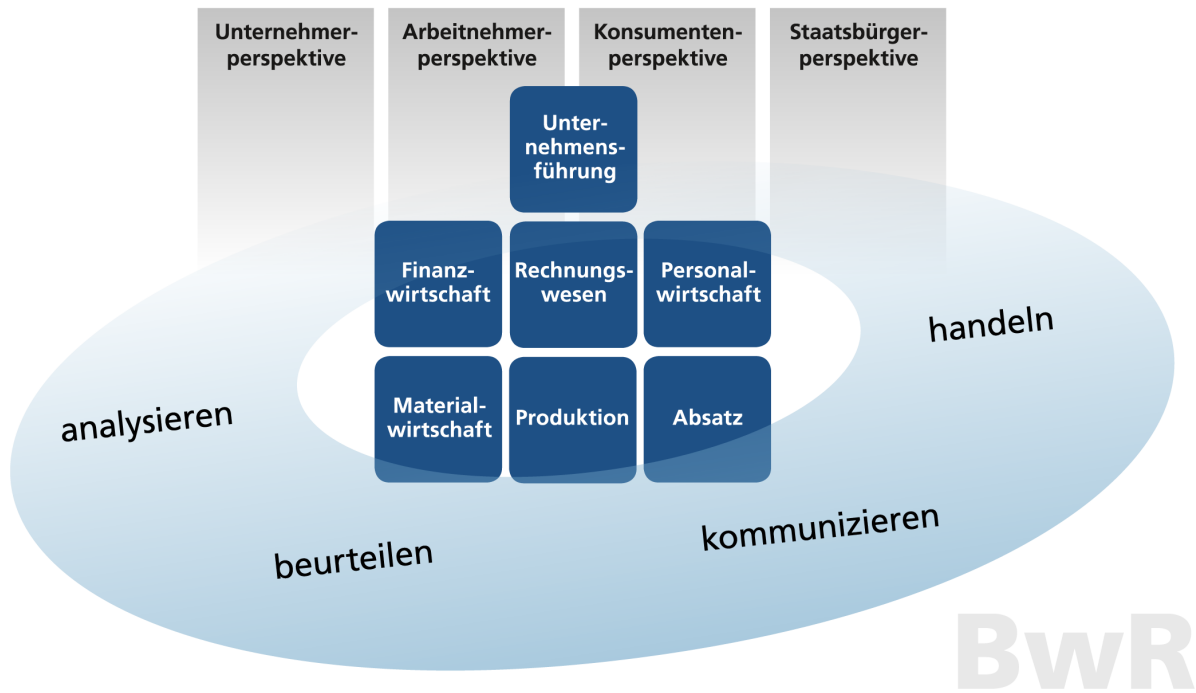 Unternehmer-
perspektive
Arbeitnehmer-
perspektive
Konsumenten-
perspektive
Staatsbürger-
perspektive
Unter-
nehmens-
führung
Finanz-
wirtschaft
Rechnungs-
wesen
Personal-
wirtschaft
Material-
wirtschaft
Produktion
Absatz
analysieren
beurteilen
kommunizieren
handeln
BwR